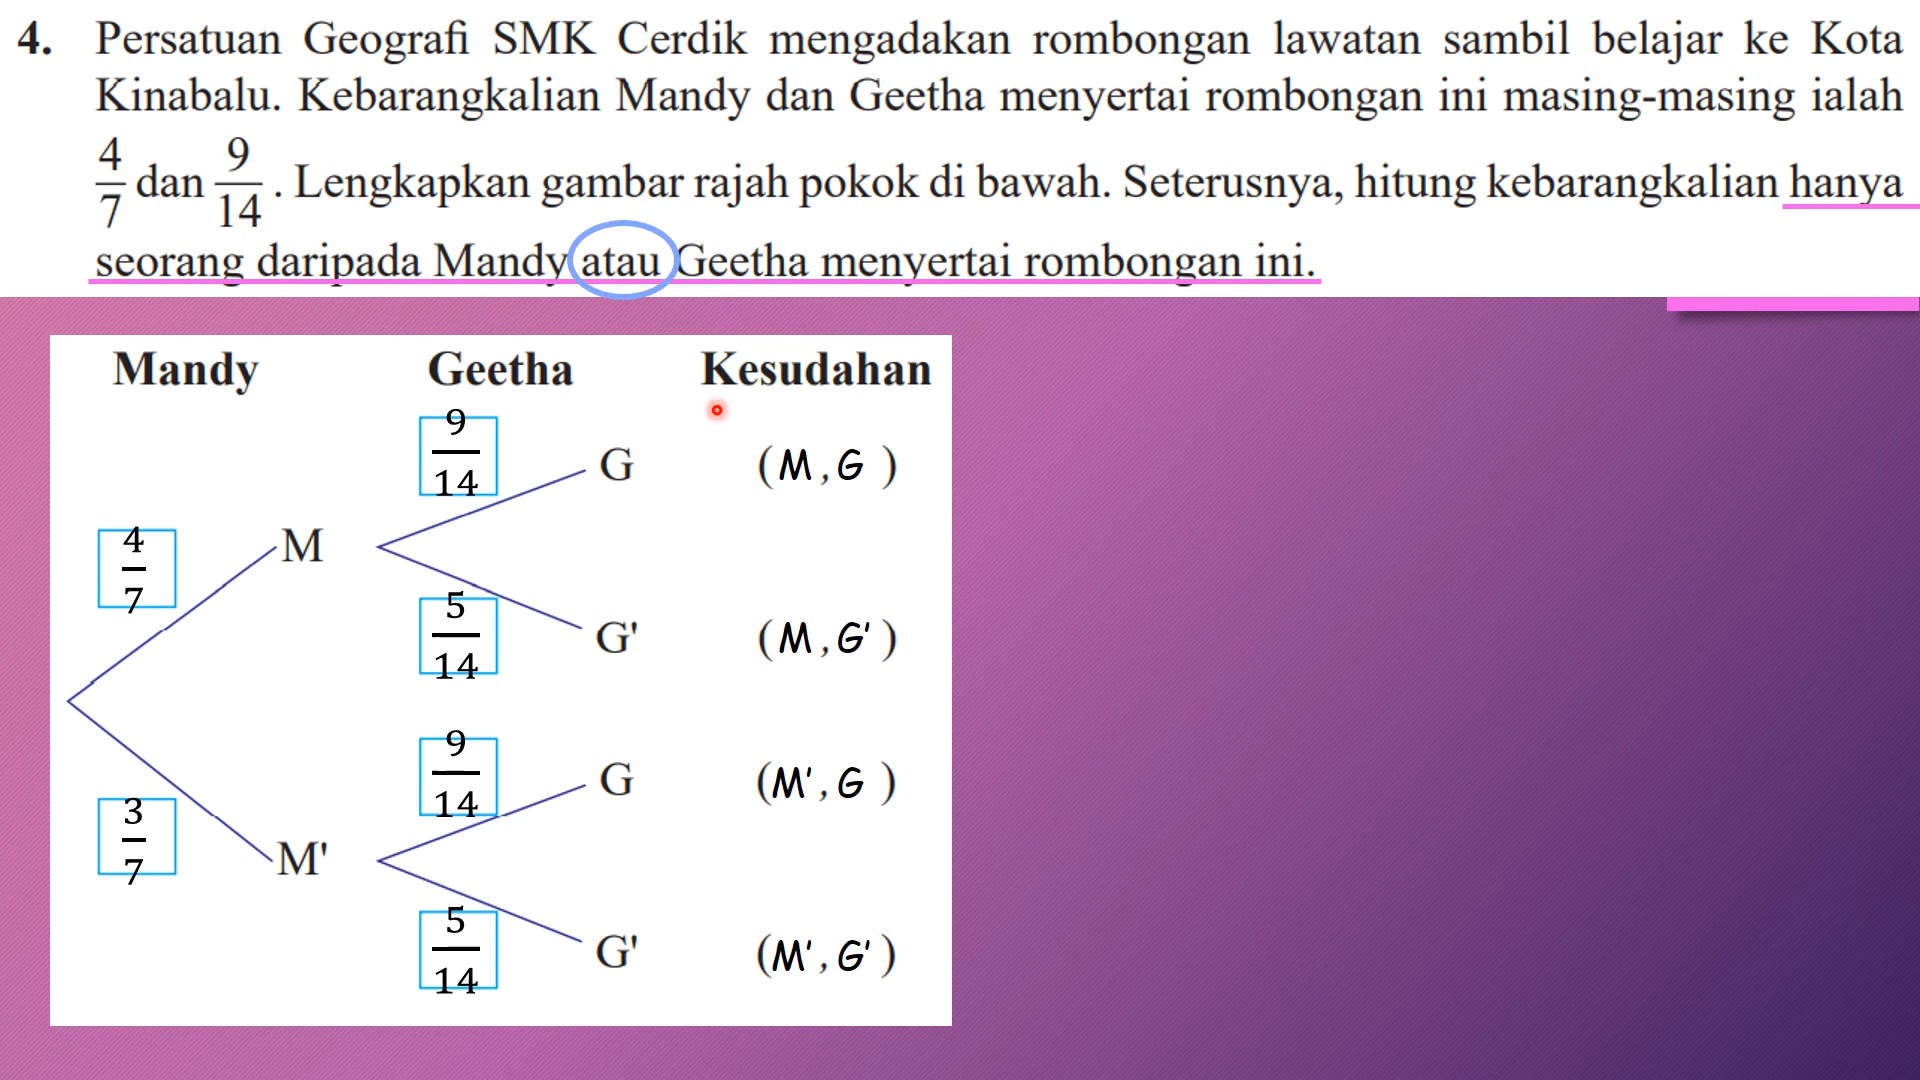 4. Persatuan Geografi SMK Cerdik mengadakan rombongan lawatan sambil belajar ke Kota
Kinabalu. Kebarangkalian Mandy dan Geetha menyertai rombongan ini masing-masing ialah
4/7 dan 9/14 . Lengkapkan gambar rajah pokok di bawah. Seterusnya, hitung kebarangkalian hanya
seorang daripada Mandy atau Geetha menyertai rombongan ini.
Mandy Geetha Kesudahan
9/14 G (M,G )
4/7 M
5/14 G' (M,G')
9/14 G (M',G )
3/7 M'
5/14 G' (M',G')